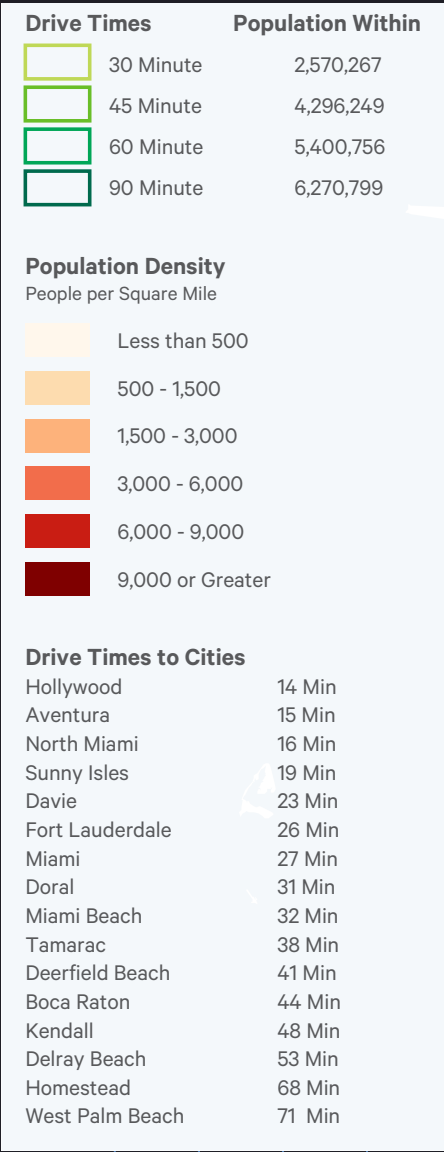 Drive Times Population Within
30 Minute 2,570,267
45 Minute 4,296,249
60 Minute 5,400,756
90 Minute 6,270,799
Population Density
People per Square Mile
Less than 500
500 - 1,500
1,500 - 3,000
3,000 - 6,000
6,000 - 9,000
9,000 or Greater
Drive Times to Cities
Hollywood 14 Min
Aventura 15 Min
North Miami 16 Min
Sunny Isles 19 Min
Davie 23 Min
Fort Lauderdale 26 Min
Miami 27 Min
Doral 31 Min
Miami Beach 32 Min
Tamarac 38 Min
Deerfield Beach 41 Min
Boca Raton 44 Min
Kendall 48 Min
Delray Beach 53 Min
Homestead 68 Min
West Palm Beach 71 Min